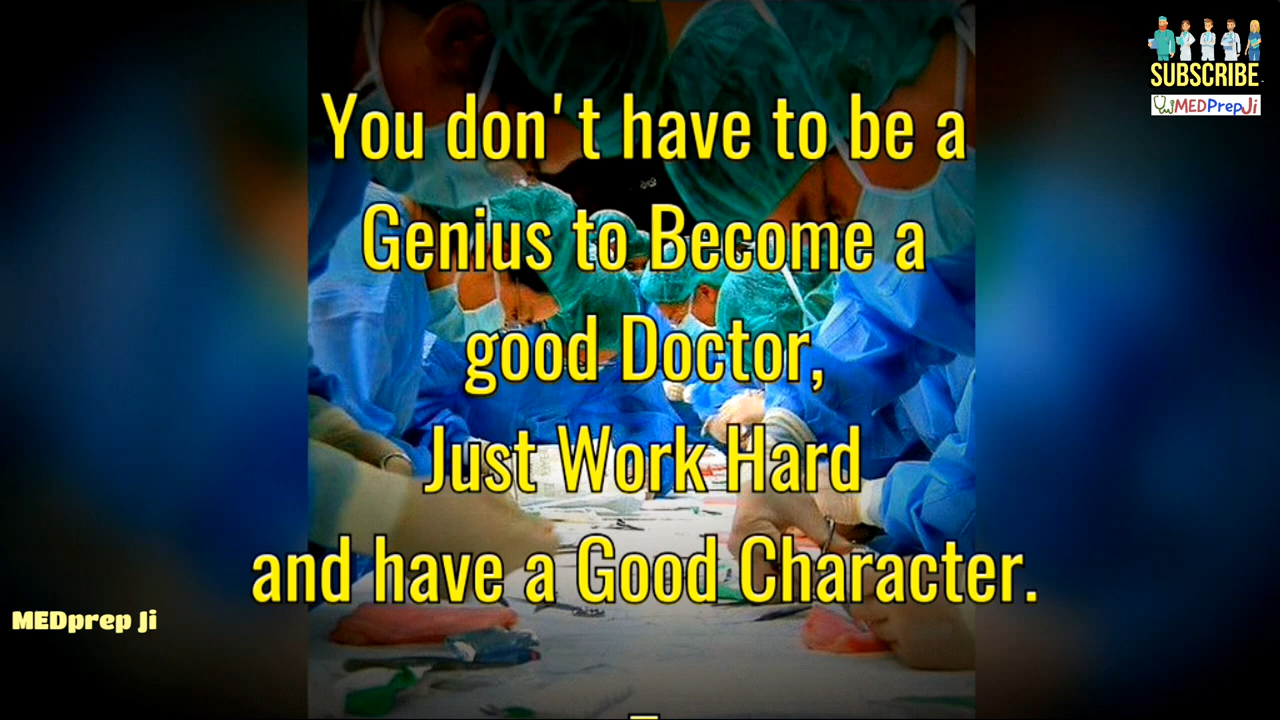 You don't have to be a
Genius to Become a
good Doctor,
Just Work Hard
and have a Good Character.
SUBSCRIBE
MEDPrepJi
MEDprep Ji